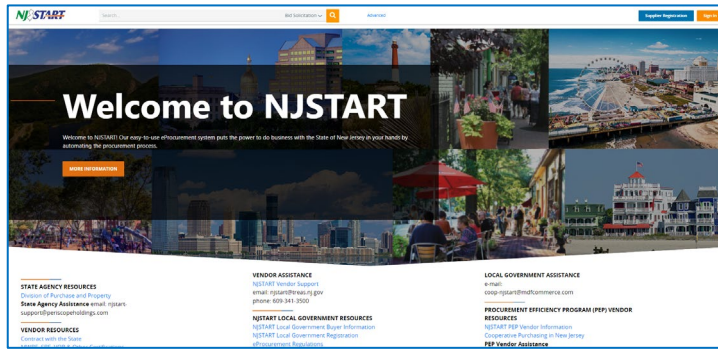 NJSTART
Search...
Bid Solicitation
Advanced
Supplier Registration
Sign In
Welcome to NJSTART
Welcome to NJSTART! Our easy-to-use eProcurement system puts the power to do business with the State of New Jersey in your hands by
automating the procurement process.
MORE INFORMATION
STATE AGENCY RESOURCES
Division of Purchase and Property
State Agency Assistance email: njstart-
support@periscopeholdings.com
VENDOR RESOURCES
Contract with the State
VENDOR ASSISTANCE
NJSTART Vendor Support
email: njstart@treas.nj.gov
phone: 609-341-3500
NJSTART LOCAL GOVERNMENT RESOURCES
NJSTART Local Government Buyer Information
NJSTART Local Government Registration
eProcurement Regulations
LOCAL GOVERNMENT ASSISTANCE
e-mail:
coop-njstart@mdfcommerce.com
PROCUREMENT EFFICIENCY PROGRAM (PEP) VENDOR
RESOURCES
NJSTART PEP Vendor Information
Cooperative Purchasing in New Jersey
PEP Vendor Assistance